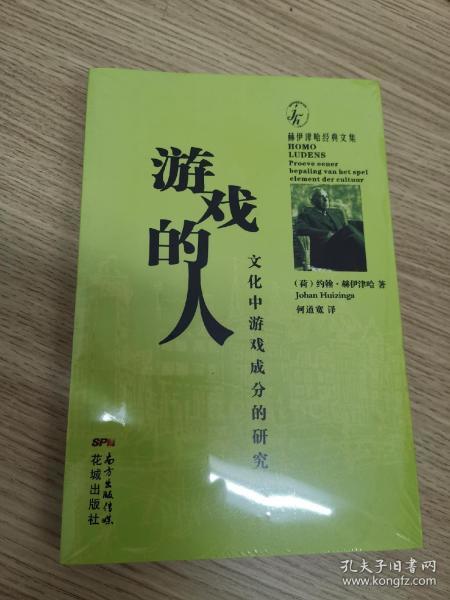 Jh
赫伊津哈经典文集
HOMO
LUDENS
Proeve eener
bepaling van het spel
element der cultuur
游戏的人
文化中游戏成分的研究
（荷）约翰·赫伊津哈 著
Johan Huizinga
何道宽 译
SPM
南方出版传媒
花城出版社
孔夫子旧书网
www.kongfz.com